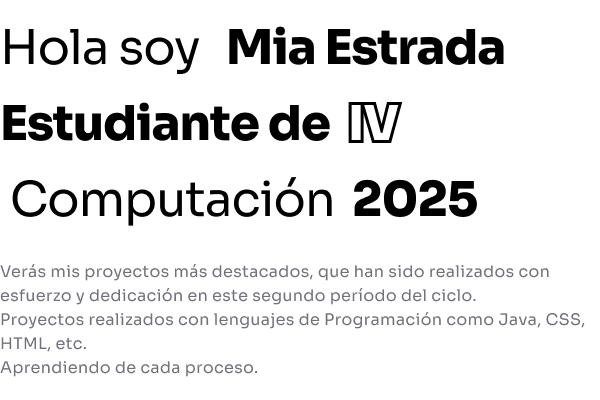 Hola soy Mia Estrada
Estudiante de IV
Computación 2025
Verás mis proyectos más destacados, que han sido realizados con
esfuerzo y dedicación en este segundo período del ciclo.
Proyectos realizados con lenguajes de Programación como Java, CSS,
HTML, etc.
Aprendiendo de cada proceso.